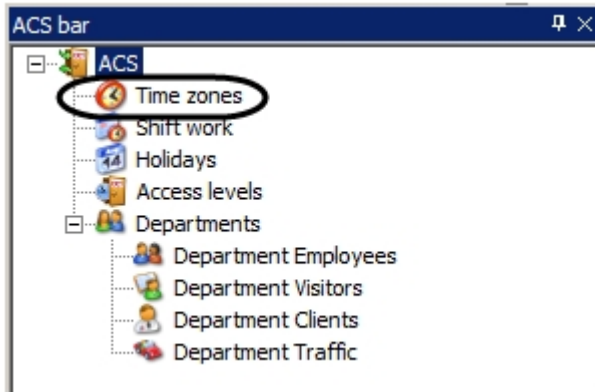 ACS bar
ACS
Time zones
Shift work
Holidays
Access levels
Departments
Department Employees
Department Visitors
Department Clients
Department Traffic